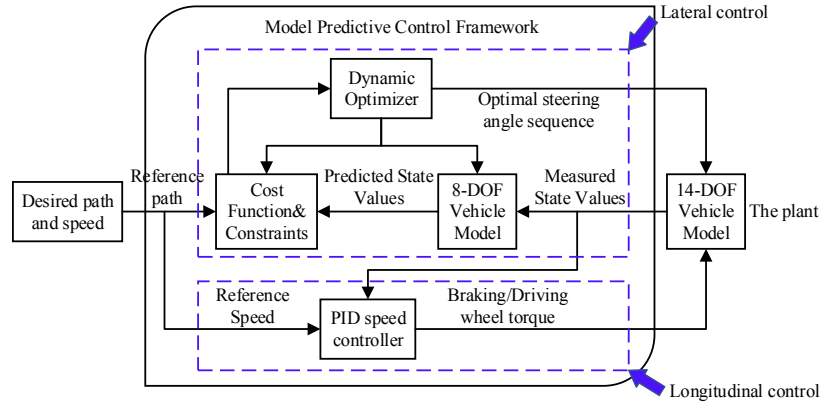 Model Predictive Control Framework
Lateral control
Dynamic
Optimizer
Optimal steering
angle sequence
Reference
path
Desired path
and speed
Cost
Function&
Constraints
Predicted State
Values
8-DOF
Vehicle
Model
Measured
State Values
14-DOF
Vehicle
Model
The plant
Reference
Speed
PID speed
controller
Braking/Driving
wheel torque
Longitudinal control